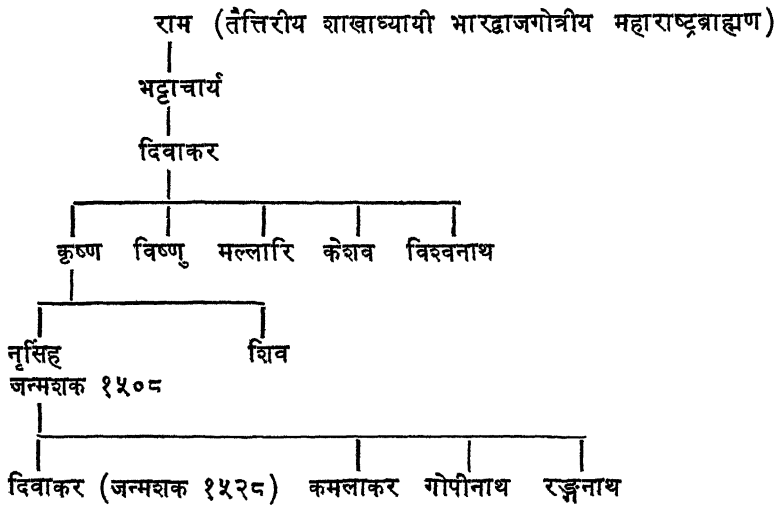 राम (तैत्तिरीय शाखाध्यायी भारद्वाजगोत्रीय महाराष्ट्रब्राह्मण)
भट्टाचार्य
दिवाकर
कृष्ण विष्णु मल्लारि केशव विश्वनाथ
नृसिंह शिव
जन्मशक १५०८
दिवाकर (जन्मशक १५२८) कमलाकर गोपीनाथ रङ्गनाथ